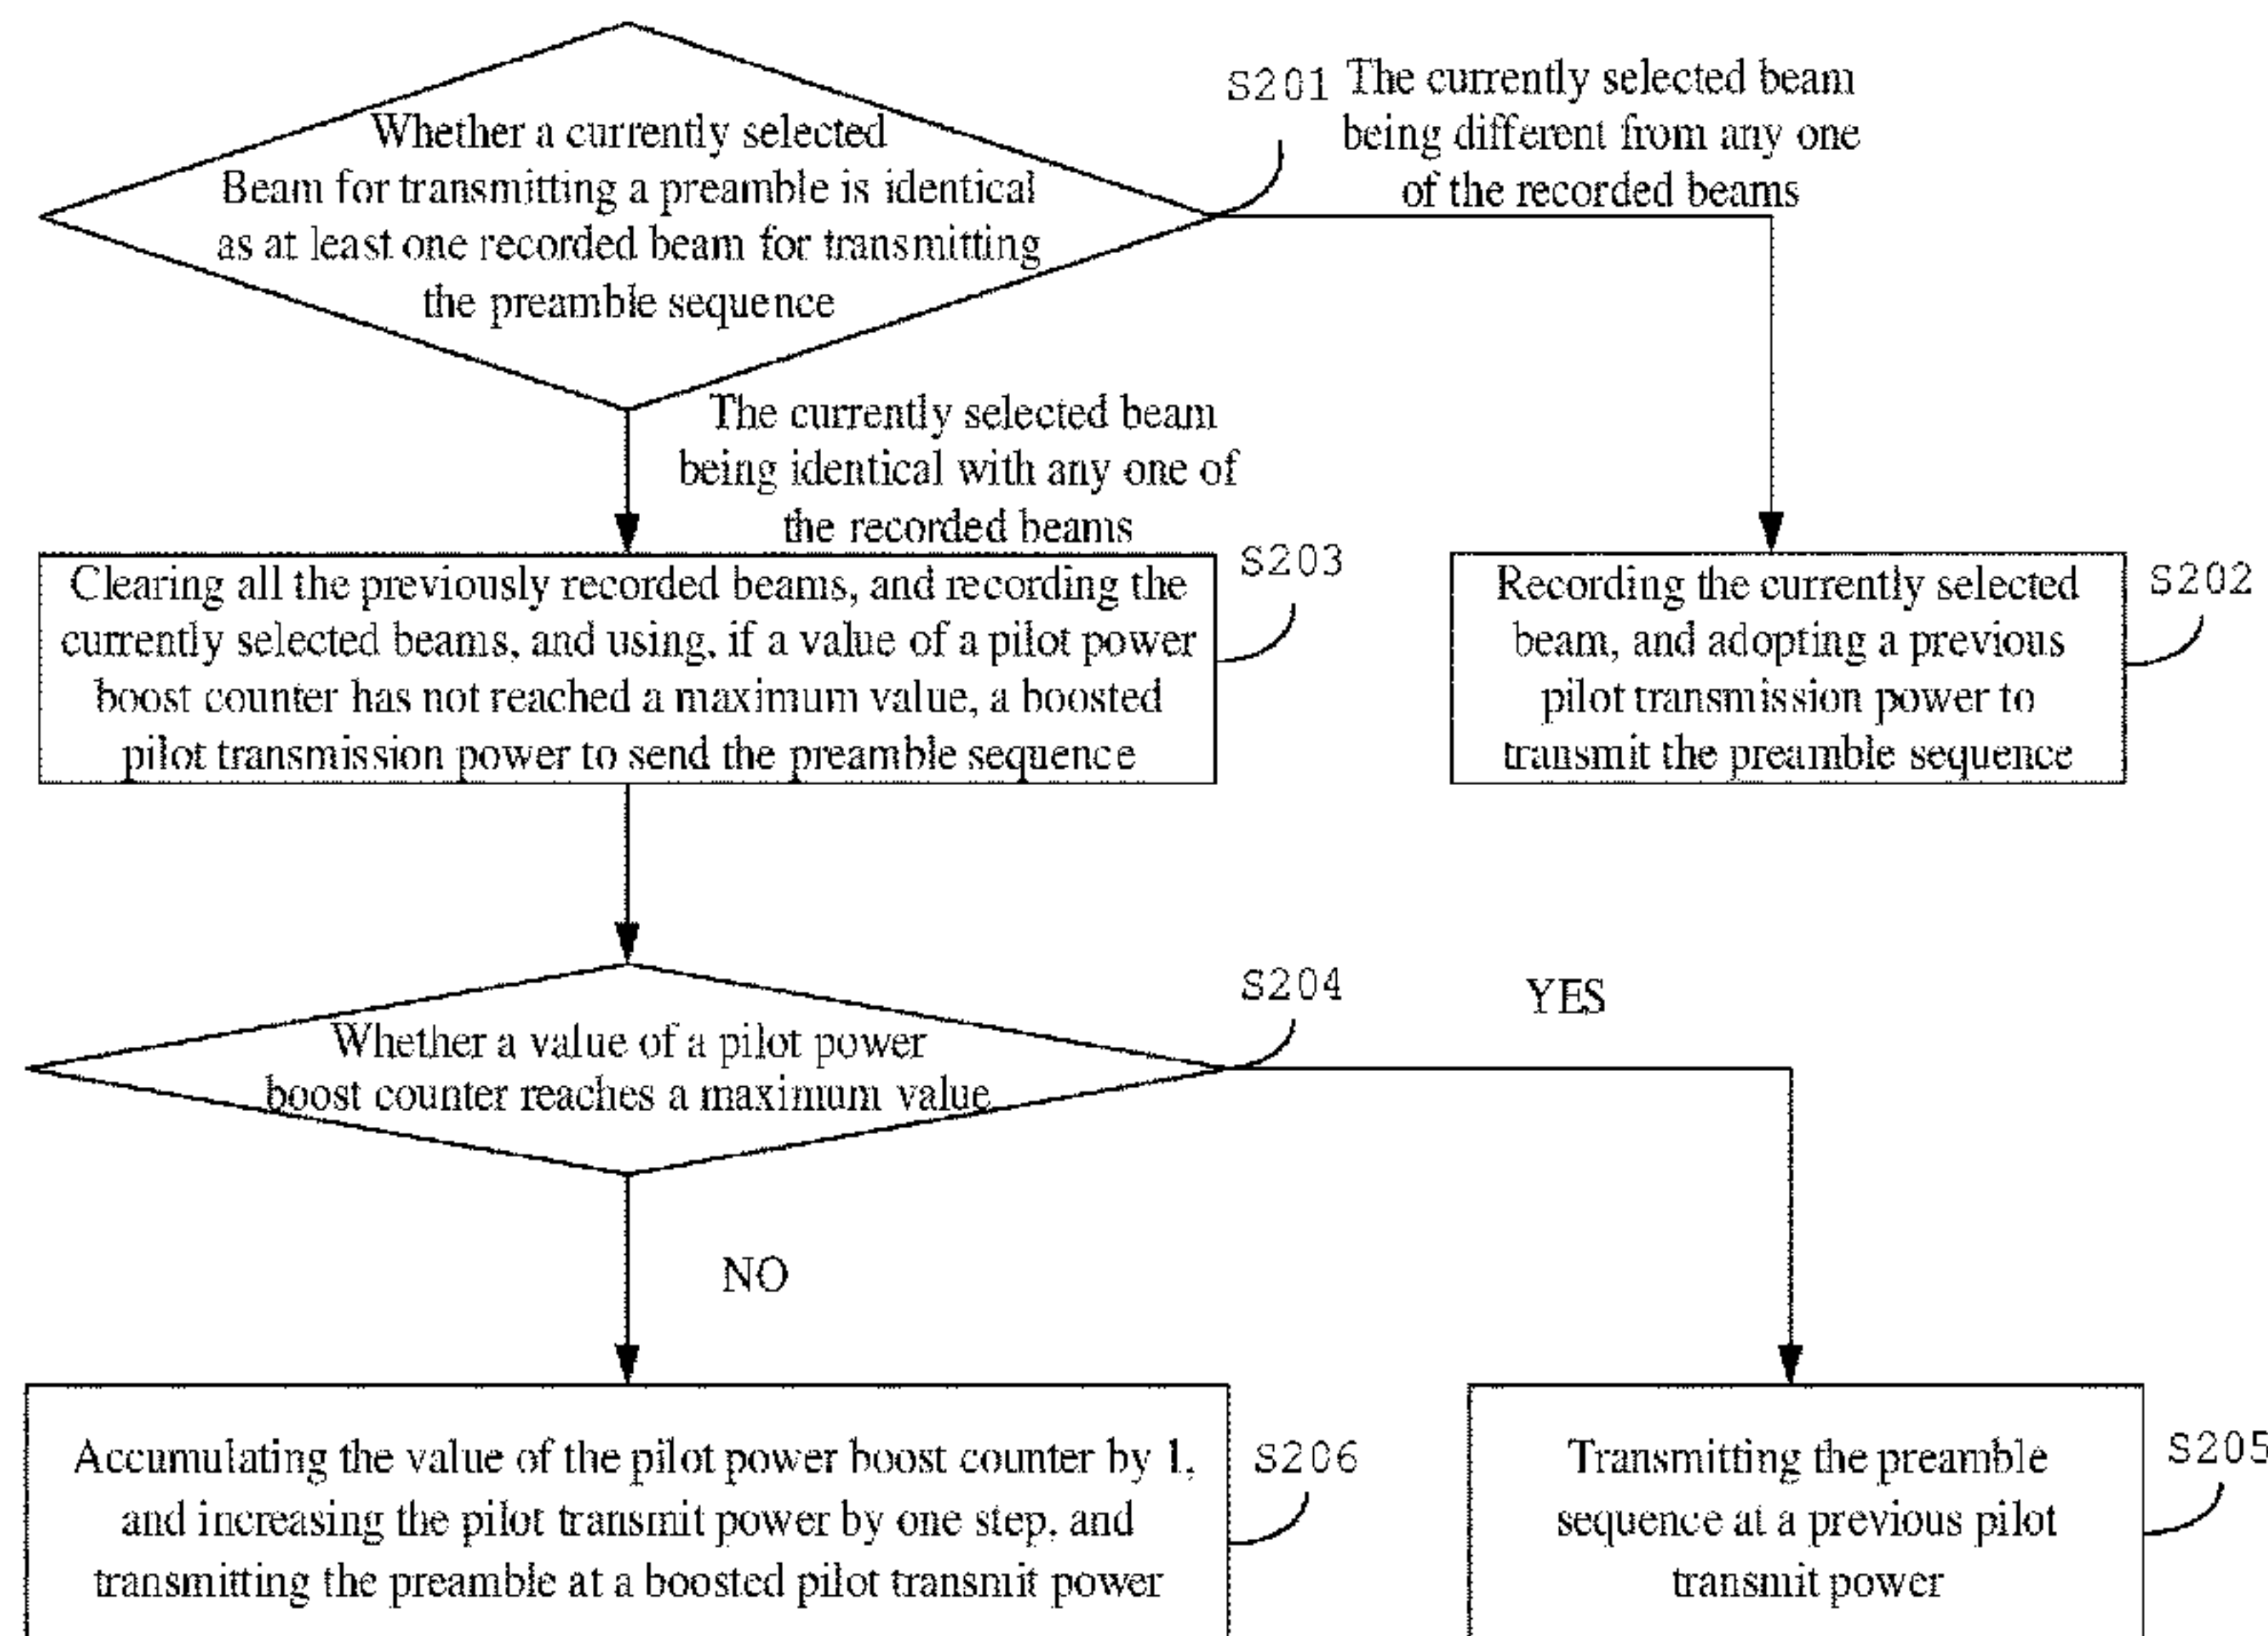 Whether a currently selected
Beam for transmitting a preamble is identical
as at least one recorded beam for transmitting
the preamble sequence
S201
The currently selected beam
being different from any one
of the recorded beams
The currently selected beam
being identical with any one of
the recorded beams
Clearing all the previously recorded beams, and recording the
currently selected beams, and using, if a value of a pilot power
boost counter has not reached a maximum value, a boosted
pilot transmission power to send the preamble sequence
S203
Recording the currently selected
beam, and adopting a previous
pilot transmission power to
transmit the preamble sequence
S202
Whether a value of a pilot power
boost counter reaches a maximum value
S204
YES
NO
Accumulating the value of the pilot power boost counter by 1,
and increasing the pilot transmit power by one step, and
transmitting the preamble at a boosted pilot transmit power
S206
Transmitting the preamble
sequence at a previous pilot
transmit power
S205